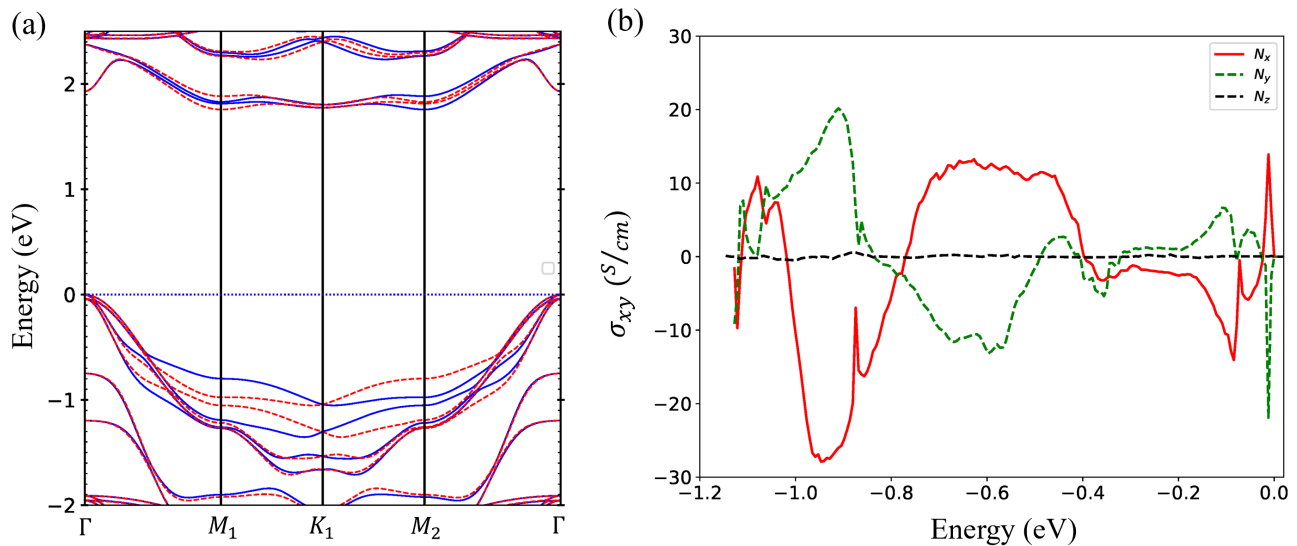 (a)
Energy (eV)
2
1
0
−1
−2
Γ
M₁
K₁
M₂
Γ
(b)
σxy (S/cm)
30
20
10
0
−10
−20
−30
Nx
Ny
Nz
−1.2
−1.0
−0.8
−0.6
−0.4
−0.2
0.0
Energy (eV)